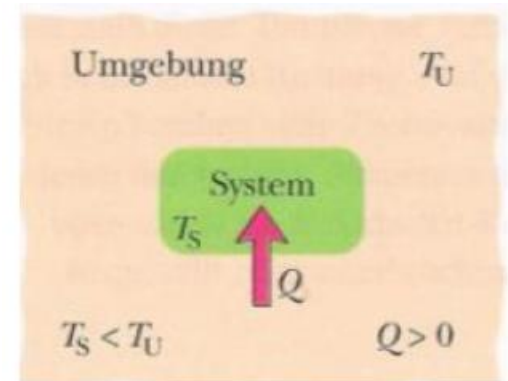 Umgebung T_U
System
T_S
Q
T_S < T_U Q > 0